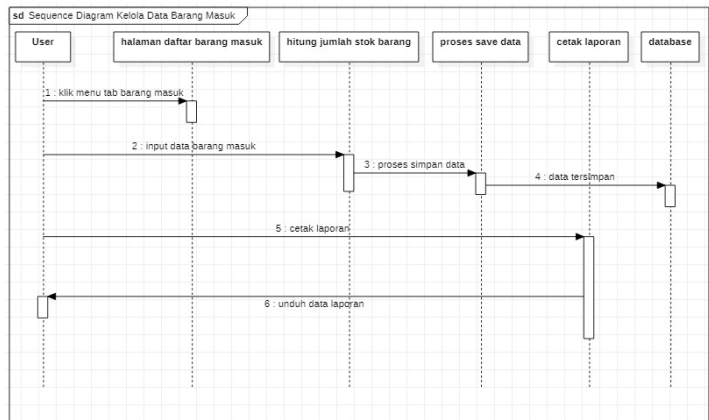 sd Sequence Diagram Kelola Data Barang Masuk
User
halaman daftar barang masuk
hitung jumlah stok barang
proses save data
cetak laporan
database
1 : klik menu tab barang masuk
2 : input data barang masuk
3 : proses simpan data
4 : data tersimpan
5 : cetak laporan
6 : unduh data laporan